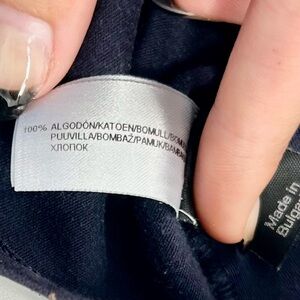 100% ALGODÓN/KATOEN/BOMULL/
PUUVILLA/BOMBAŽ/PAMUK/
ХЛОПОК
Made in